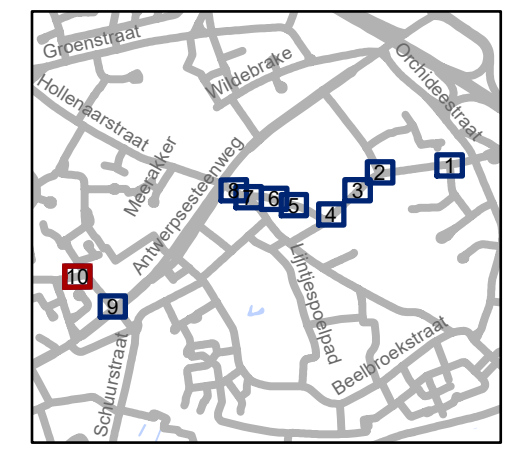 Groenstraat
Wildebrake
Orchideestraat
Hollenaarstraat
Meerakker
Antwerpsesteenweg
1
2
3
4
5
6
7
8
Lijntjespoelpad
10
9
Schuurstraat
Beelbroekstraat